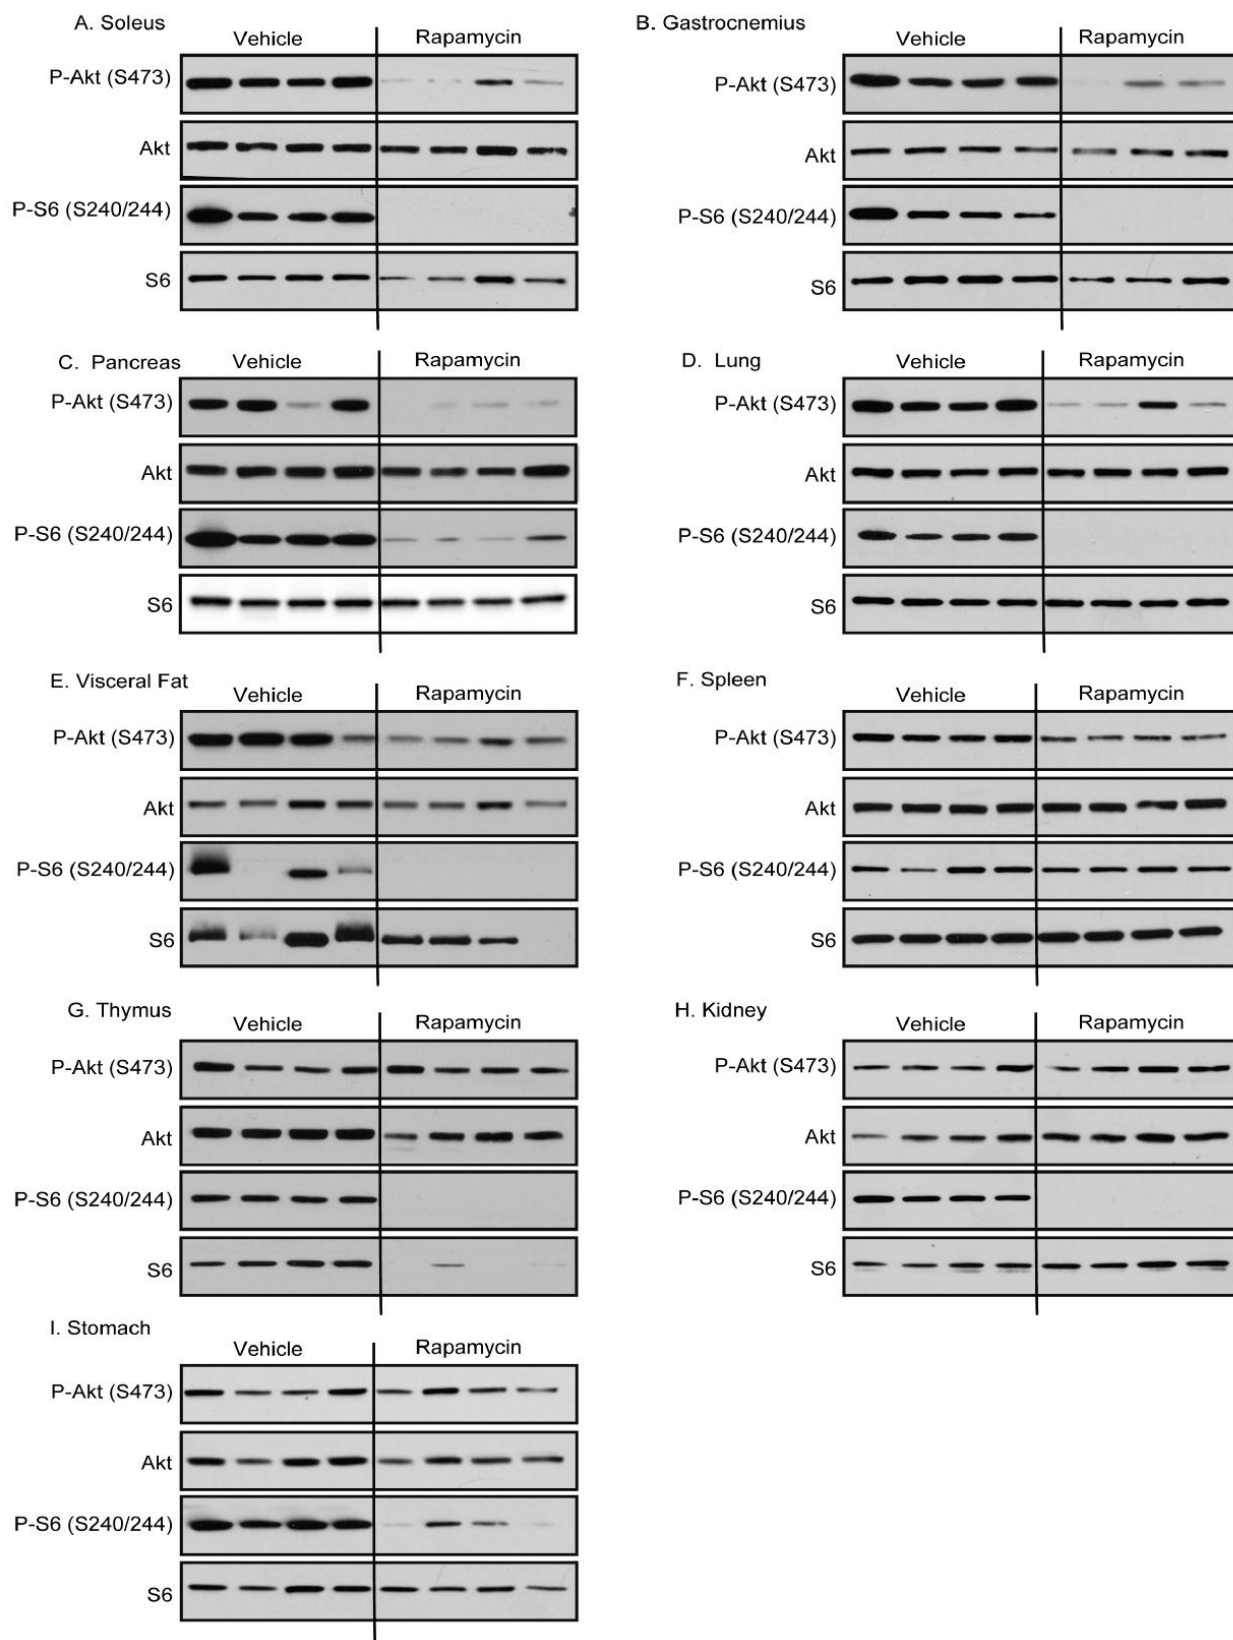 A. Soleus
Vehicle
Rapamycin
P-Akt (S473)
Akt
P-S6 (S240/244)
S6
B. Gastrocnemius
Vehicle
Rapamycin
P-Akt (S473)
Akt
P-S6 (S240/244)
S6
C. Pancreas
Vehicle
Rapamycin
P-Akt (S473)
Akt
P-S6 (S240/244)
S6
D. Lung
Vehicle
Rapamycin
P-Akt (S473)
Akt
P-S6 (S240/244)
S6
E. Visceral Fat
Vehicle
Rapamycin
P-Akt (S473)
Akt
P-S6 (S240/244)
S6
F. Spleen
Vehicle
Rapamycin
P-Akt (S473)
Akt
P-S6 (S240/244)
S6
G. Thymus
Vehicle
Rapamycin
P-Akt (S473)
Akt
P-S6 (S240/244)
S6
H. Kidney
Vehicle
Rapamycin
P-Akt (S473)
Akt
P-S6 (S240/244)
S6
I. Stomach
Vehicle
Rapamycin
P-Akt (S473)
Akt
P-S6 (S240/244)
S6